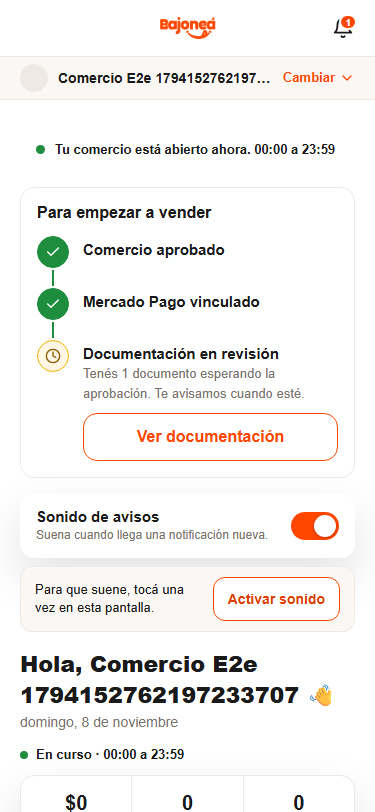 Bajoneá
1
Comercio E2e 1794152762197... Cambiar
Tu comercio está abierto ahora. 00:00 a 23:59
Para empezar a vender
Comercio aprobado
Mercado Pago vinculado
Documentación en revisión
Tenés 1 documento esperando la
aprobación. Te avisamos cuando esté.
Ver documentación
Sonido de avisos
Suena cuando llega una notificación nueva.
Para que suene, tocá una
vez en esta pantalla.
Activar sonido
Hola, Comercio E2e
1794152762197233707 👋
domingo, 8 de noviembre
En curso · 00:00 a 23:59
$0 0 0